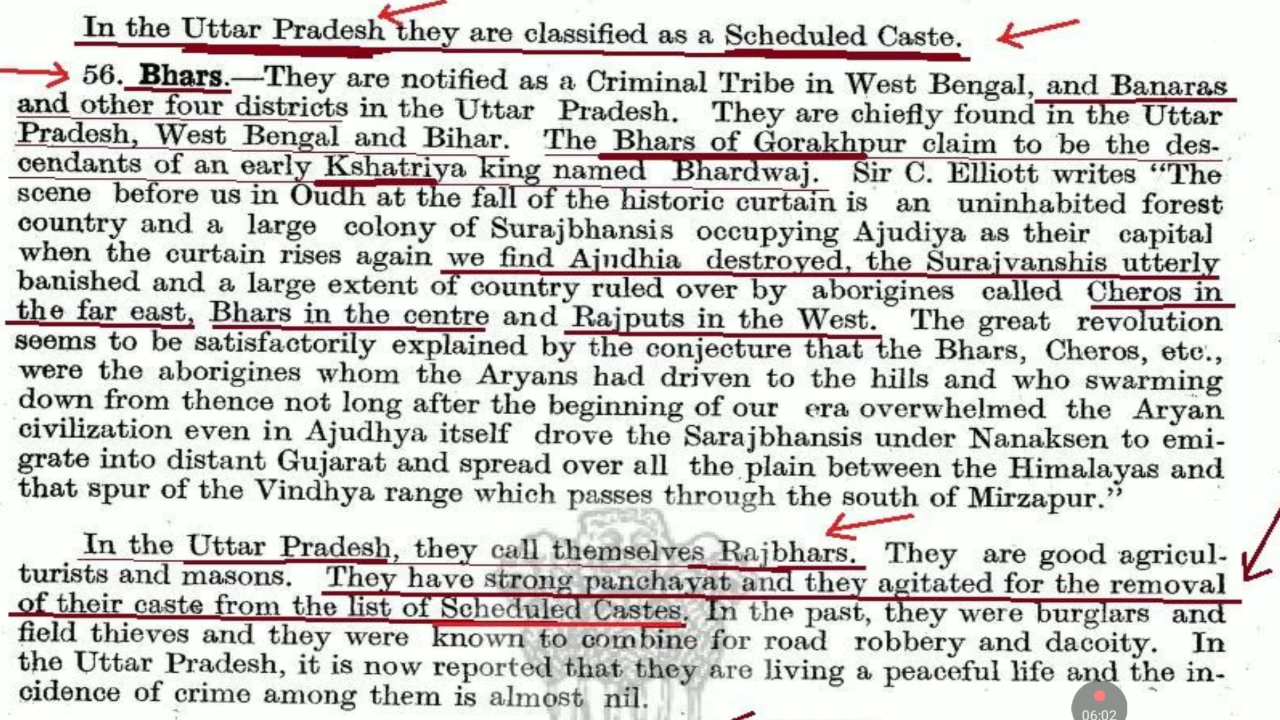 In the Uttar Pradesh they are classified as a Scheduled Caste.
56. Bhars.—They are notified as a Criminal Tribe in West Bengal, and Banaras
and other four districts in the Uttar Pradesh. They are chiefly found in the Uttar
Pradesh, West Bengal and Bihar. The Bhars of Gorakhpur claim to be the des-
cendants of an early Kshatriya king named Bhardwaj. Sir C. Elliott writes “The
scene before us in Oudh at the fall of the historic curtain is an uninhabited forest
country and a large colony of Surajbhansis occupying Ajudiya as their capital
when the curtain rises again we find Ajudhia destroyed, the Surajvanshis utterly
banished and a large extent of country ruled over by aborigines called Cheros in
the far east, Bhars in the centre and Rajputs in the West. The great revolution
seems to be satisfactorily explained by the conjecture that the Bhars, Cheros, etc.,
were the aborigines whom the Aryans had driven to the hills and who swarming
down from thence not long after the beginning of our era overwhelmed the Aryan
civilization even in Ajudhya itself drove the Sarajbhansis under Nanaksen to emi-
grate into distant Gujarat and spread over all the plain between the Himalayas and
that spur of the Vindhya range which passes through the south of Mirzapur.”
In the Uttar Pradesh, they call themselves Rajbhars. They are good agricul-
turists and masons. They have strong panchayat and they agitated for the removal
of their caste from the list of Scheduled Castes. In the past, they were burglars and
field thieves and they were known to combine for road robbery and dacoity. In
the Uttar Pradesh, it is now reported that they are living a peaceful life and the in-
cidence of crime among them is almost nil.
06:02